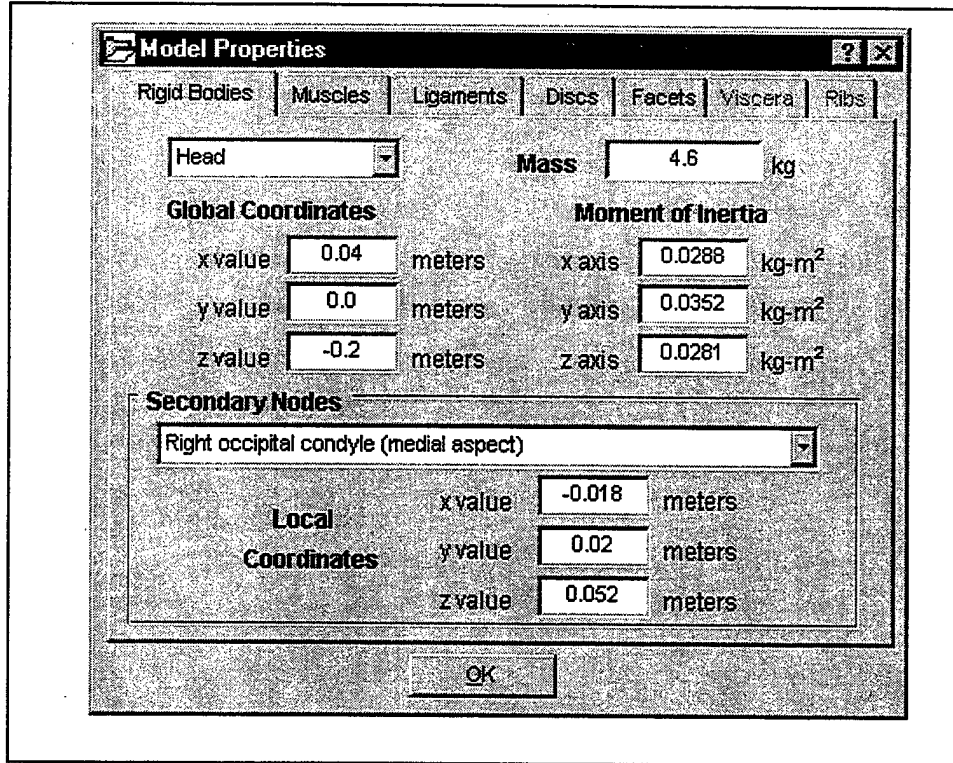 Model Properties ? X
Rigid Bodies Muscles Ligaments Discs Facets Viscera Ribs
Head Mass 4.6 kg
Global Coordinates Moment of Inertia
x value 0.04 meters x axis 0.0288 kg-m²
y value 0.0 meters y axis 0.0352 kg-m²
z value -0.2 meters z axis 0.0281 kg-m²
Secondary Nodes
Right occipital condyle (medial aspect)
Local Coordinates
x value -0.018 meters
y value 0.02 meters
z value 0.052 meters
OK